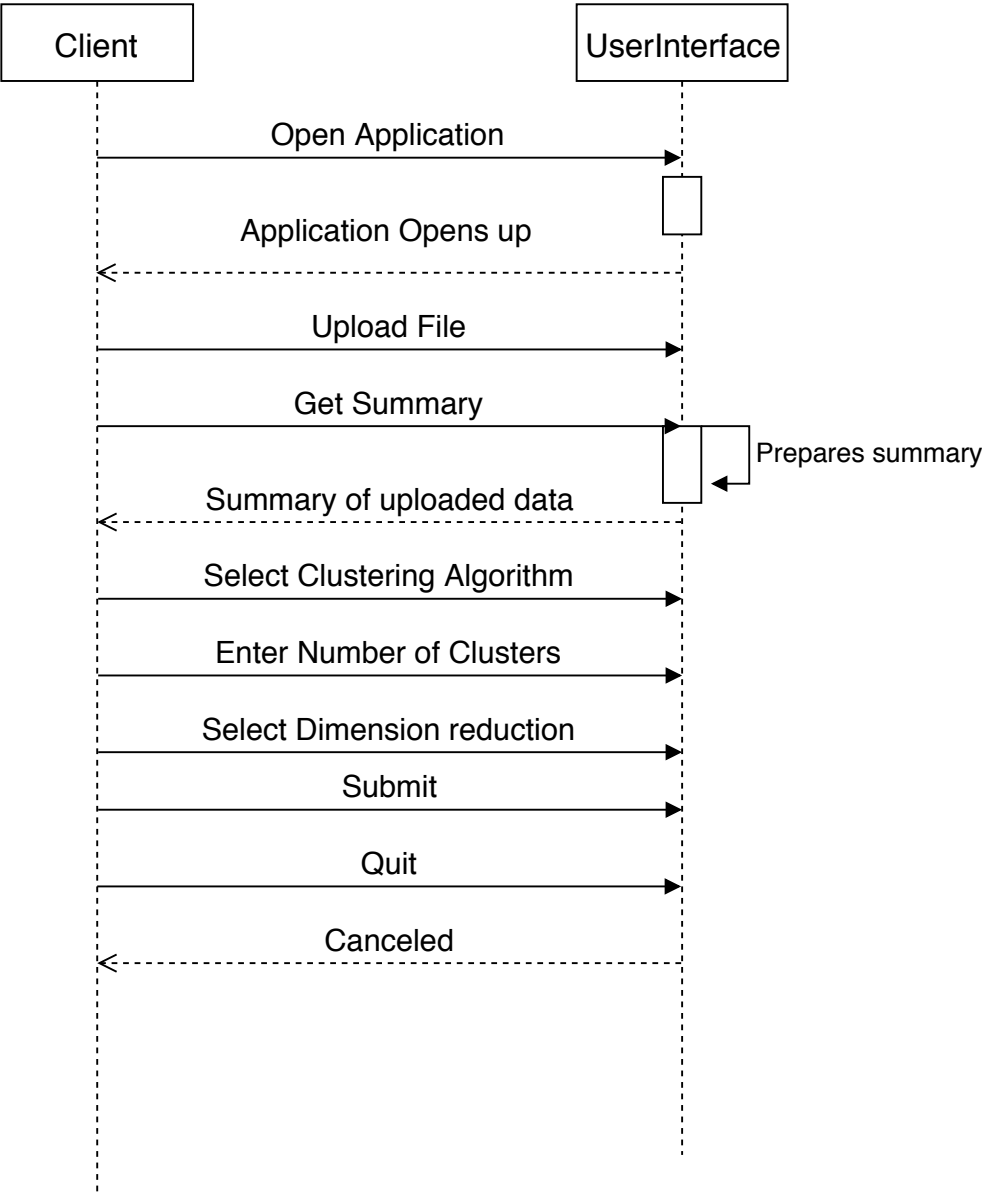 Client
UserInterface
Open Application
Application Opens up
Upload File
Get Summary
Prepares summary
Summary of uploaded data
Select Clustering Algorithm
Enter Number of Clusters
Select Dimension reduction
Submit
Quit
Canceled